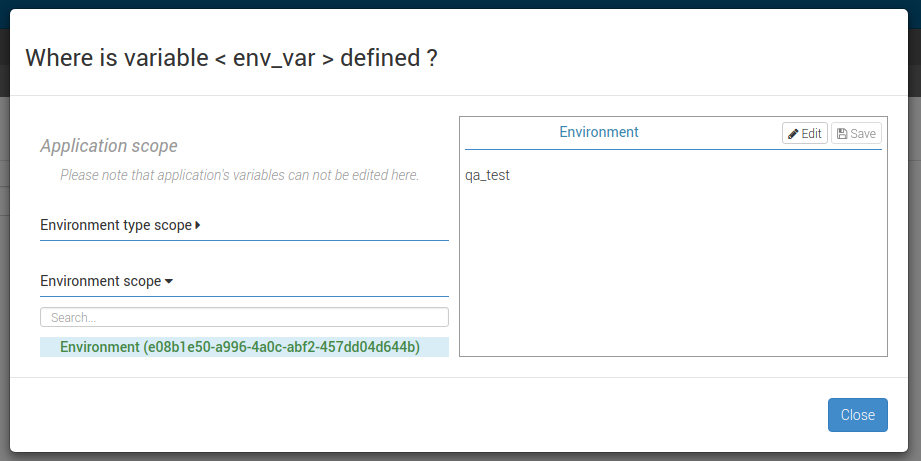 Where is variable < env_var > defined ?
Application scope
Please note that application's variables can not be edited here.
Environment type scope
Environment scope
Search...
Environment (e08b1e50-a996-4a0c-abf2-457dd04d644b)
Environment
Edit
Save
qa_test
Close